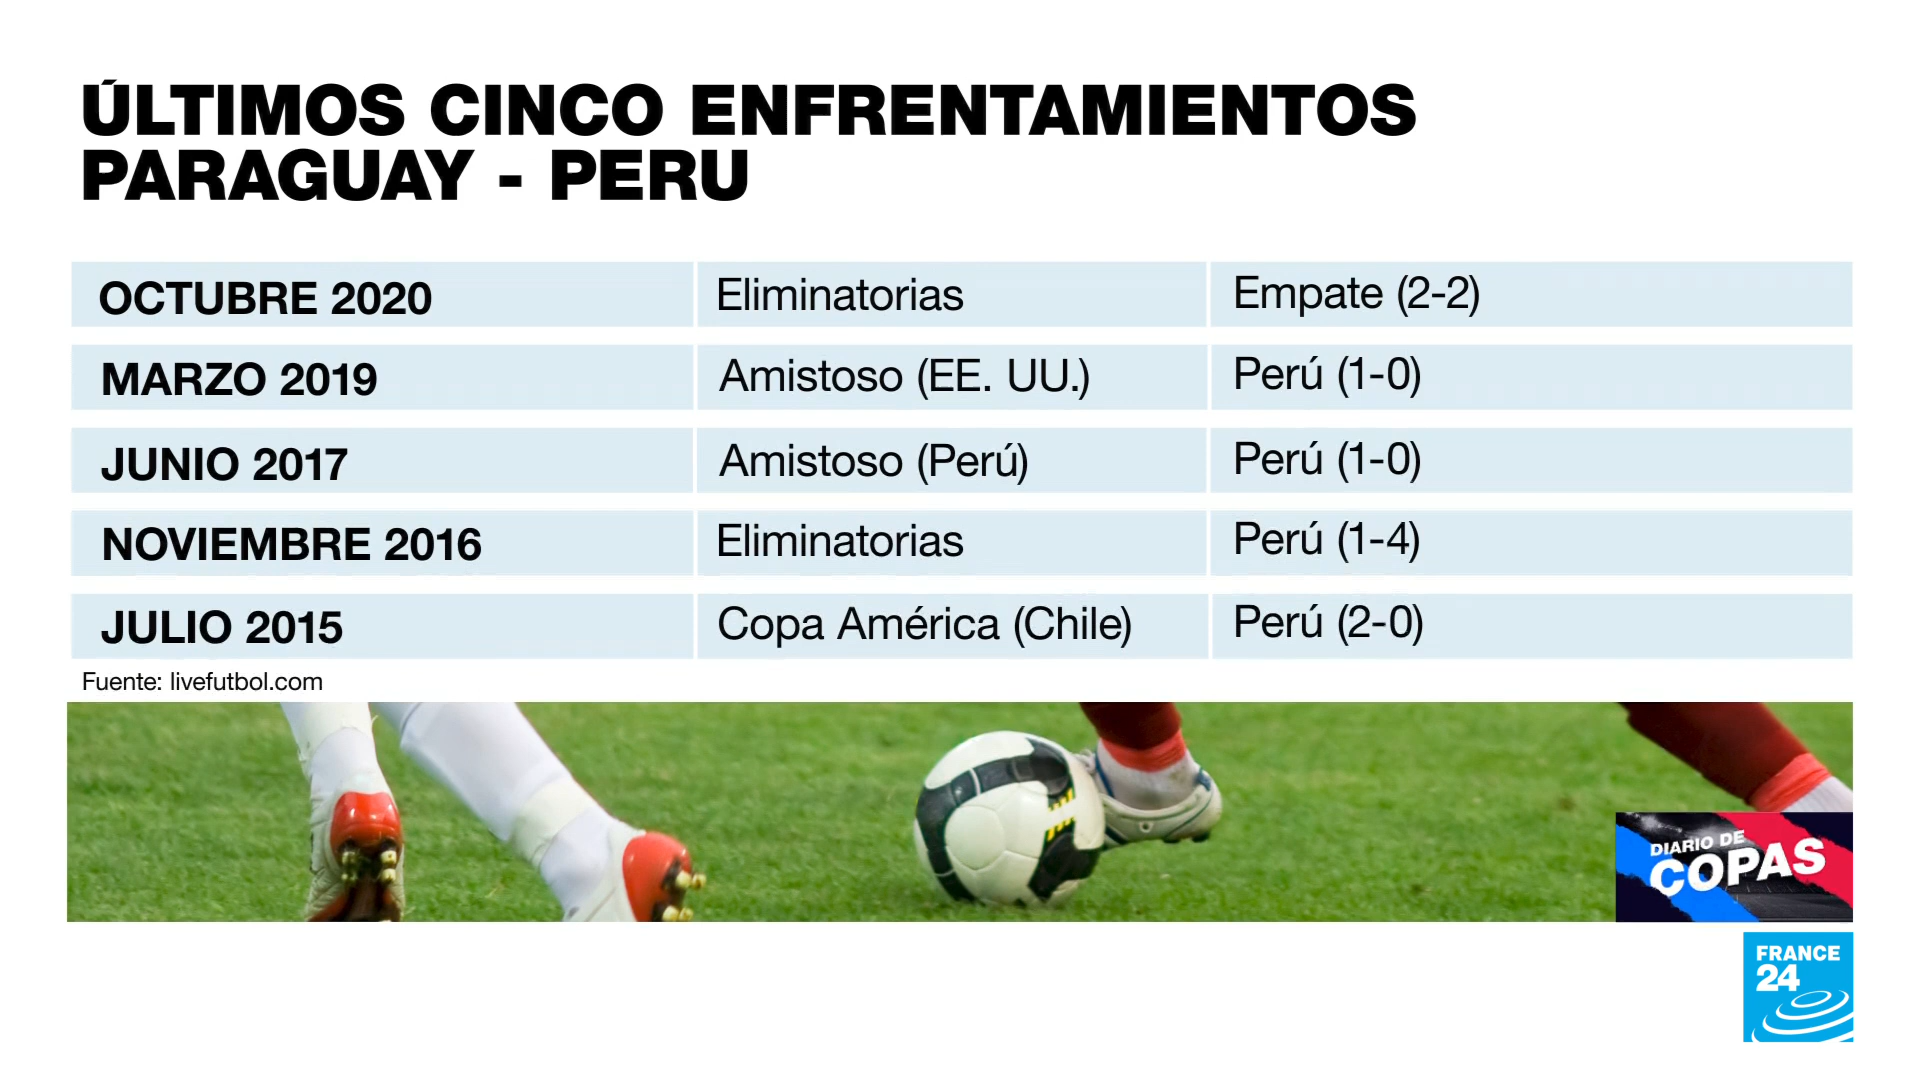 ÚLTIMOS CINCO ENFRENTAMIENTOS
PARAGUAY - PERU
OCTUBRE 2020 Eliminatorias Empate (2-2)
MARZO 2019 Amistoso (EE. UU.) Perú (1-0)
JUNIO 2017 Amistoso (Perú) Perú (1-0)
NOVIEMBRE 2016 Eliminatorias Perú (1-4)
JULIO 2015 Copa América (Chile) Perú (2-0)
Fuente: livefutbol.com
DIARIO DE
COPAS
FRANCE
24